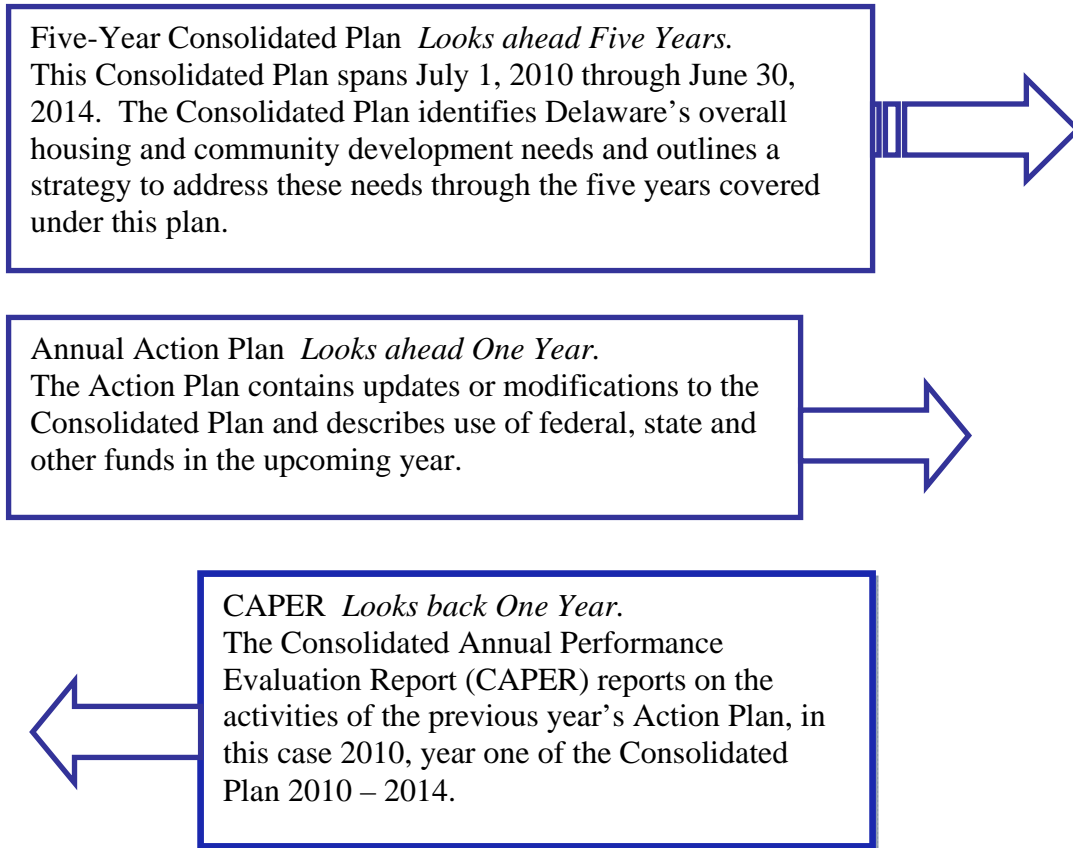 Five-Year Consolidated Plan Looks ahead Five Years.
This Consolidated Plan spans July 1, 2010 through June 30,
2014. The Consolidated Plan identifies Delaware’s overall
housing and community development needs and outlines a
strategy to address these needs through the five years covered
under this plan.
Annual Action Plan Looks ahead One Year.
The Action Plan contains updates or modifications to the
Consolidated Plan and describes use of federal, state and
other funds in the upcoming year.
CAPER Looks back One Year.
The Consolidated Annual Performance
Evaluation Report (CAPER) reports on the
activities of the previous year’s Action Plan, in
this case 2010, year one of the Consolidated
Plan 2010 – 2014.